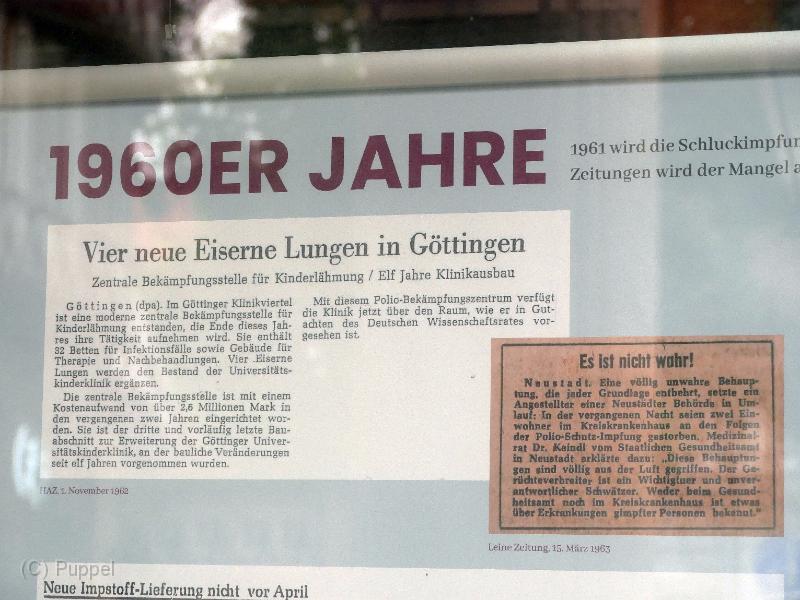 1960ER JAHRE
1961 wird die Schluckimpfun
Zeitungen wird der Mangel a
Vier neue Eiserne Lungen in Göttingen
Zentrale Bekämpfungsstelle für Kinderlähmung / Elf Jahre Klinikausbau
Göttingen (dpa). Im Göttinger Klinikviertel
ist eine moderne zentrale Bekämpfungsstelle für
Kinderlähmung entstanden, die Ende dieses Jah-
res ihre Tätigkeit aufnehmen wird. Sie enthält
32 Betten für Infektionsfälle sowie Gebäude für
Therapie und Nachbehandlungen. Vier Eiserne
Lungen werden den Bestand der Universitäts-
kinderklinik ergänzen.
Die zentrale Bekämpfungsstelle ist mit einem
Kostenaufwand von über 2,6 Millionen Mark in
den vergangenen zwei Jahren eingerichtet wor-
den. Sie ist der dritte und vorläufig letzte Bau-
abschnitt zur Erweiterung der Göttinger Univer-
sitätskinderklinik, an der bauliche Veränderungen
seit elf Jahren vorgenommen wurden.
Mit diesem Polio-Bekämpfungszentrum verfügt
die Klinik jetzt über den Raum, wie er in Gut-
achten des Deutschen Wissenschaftsrates vor-
gesehen ist.
HAZ, 1. November 1962
Es ist nicht wahr!
Neustadt. Eine völlig unwahre Behaup-
tung, die jeder Grundlage entbehrt, setzte ein
Angestellter einer Neustädter Behörde in Um-
lauf: In der vergangenen Nacht seien zwei Ein-
wohner im Kreiskrankenhaus an den Folgen
der Polio-Schutz-Impfung gestorben. Medizinal-
rat Dr. Kaindl vom Staatlichen Gesundheitsamt
in Neustadt erklärte dazu: „Diese Behauptun-
gen sind völlig aus der Luft gegriffen. Der Ge-
rüchteverbreiter ist ein Wichtigtuer und unver-
antwortlicher Schwätzer. Weder beim Gesund-
heitsamt noch im Kreiskrankenhaus ist etwas
über Erkrankungen gimpfter Personen bekannt."
Leine Zeitung, 15. März 1963
Neue Impstoff-Lieferung nicht vor April
(C) Puppel